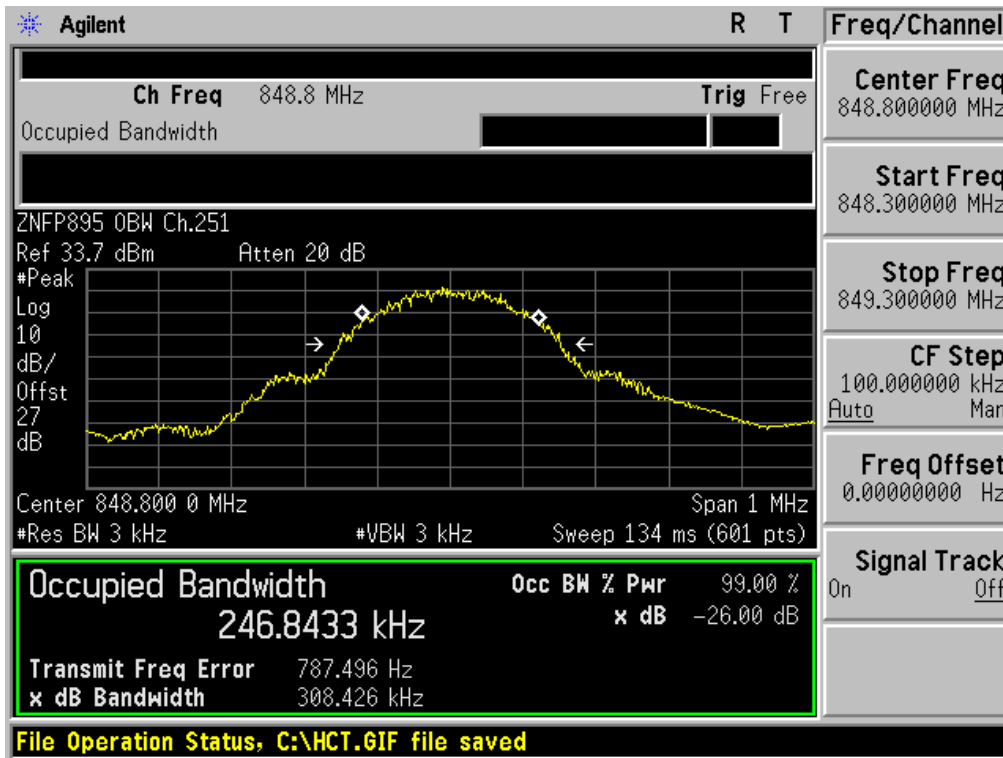 Agilent R T
Ch Freq 848.8 MHz Trig Free
Occupied Bandwidth
ZNFP895 OBW Ch.251
Ref 33.7 dBm Atten 20 dB
#Peak
Log
10
dB/
Offst
27
dB
Center 848.800 0 MHz Span 1 MHz
#Res BW 3 kHz #VBW 3 kHz Sweep 134 ms (601 pts)
Occupied Bandwidth Occ BW % Pwr 99.00 %
246.8433 kHz x dB -26.00 dB
Transmit Freq Error 787.496 Hz
x dB Bandwidth 308.426 kHz
File Operation Status, C:\HCT.GIF file saved
Freq/Channel
Center Freq
848.800000 MHz
Start Freq
848.300000 MHz
Stop Freq
849.300000 MHz
CF Step
100.000000 kHz
Auto Man
Freq Offset
0.00000000 Hz
Signal Track
On Off